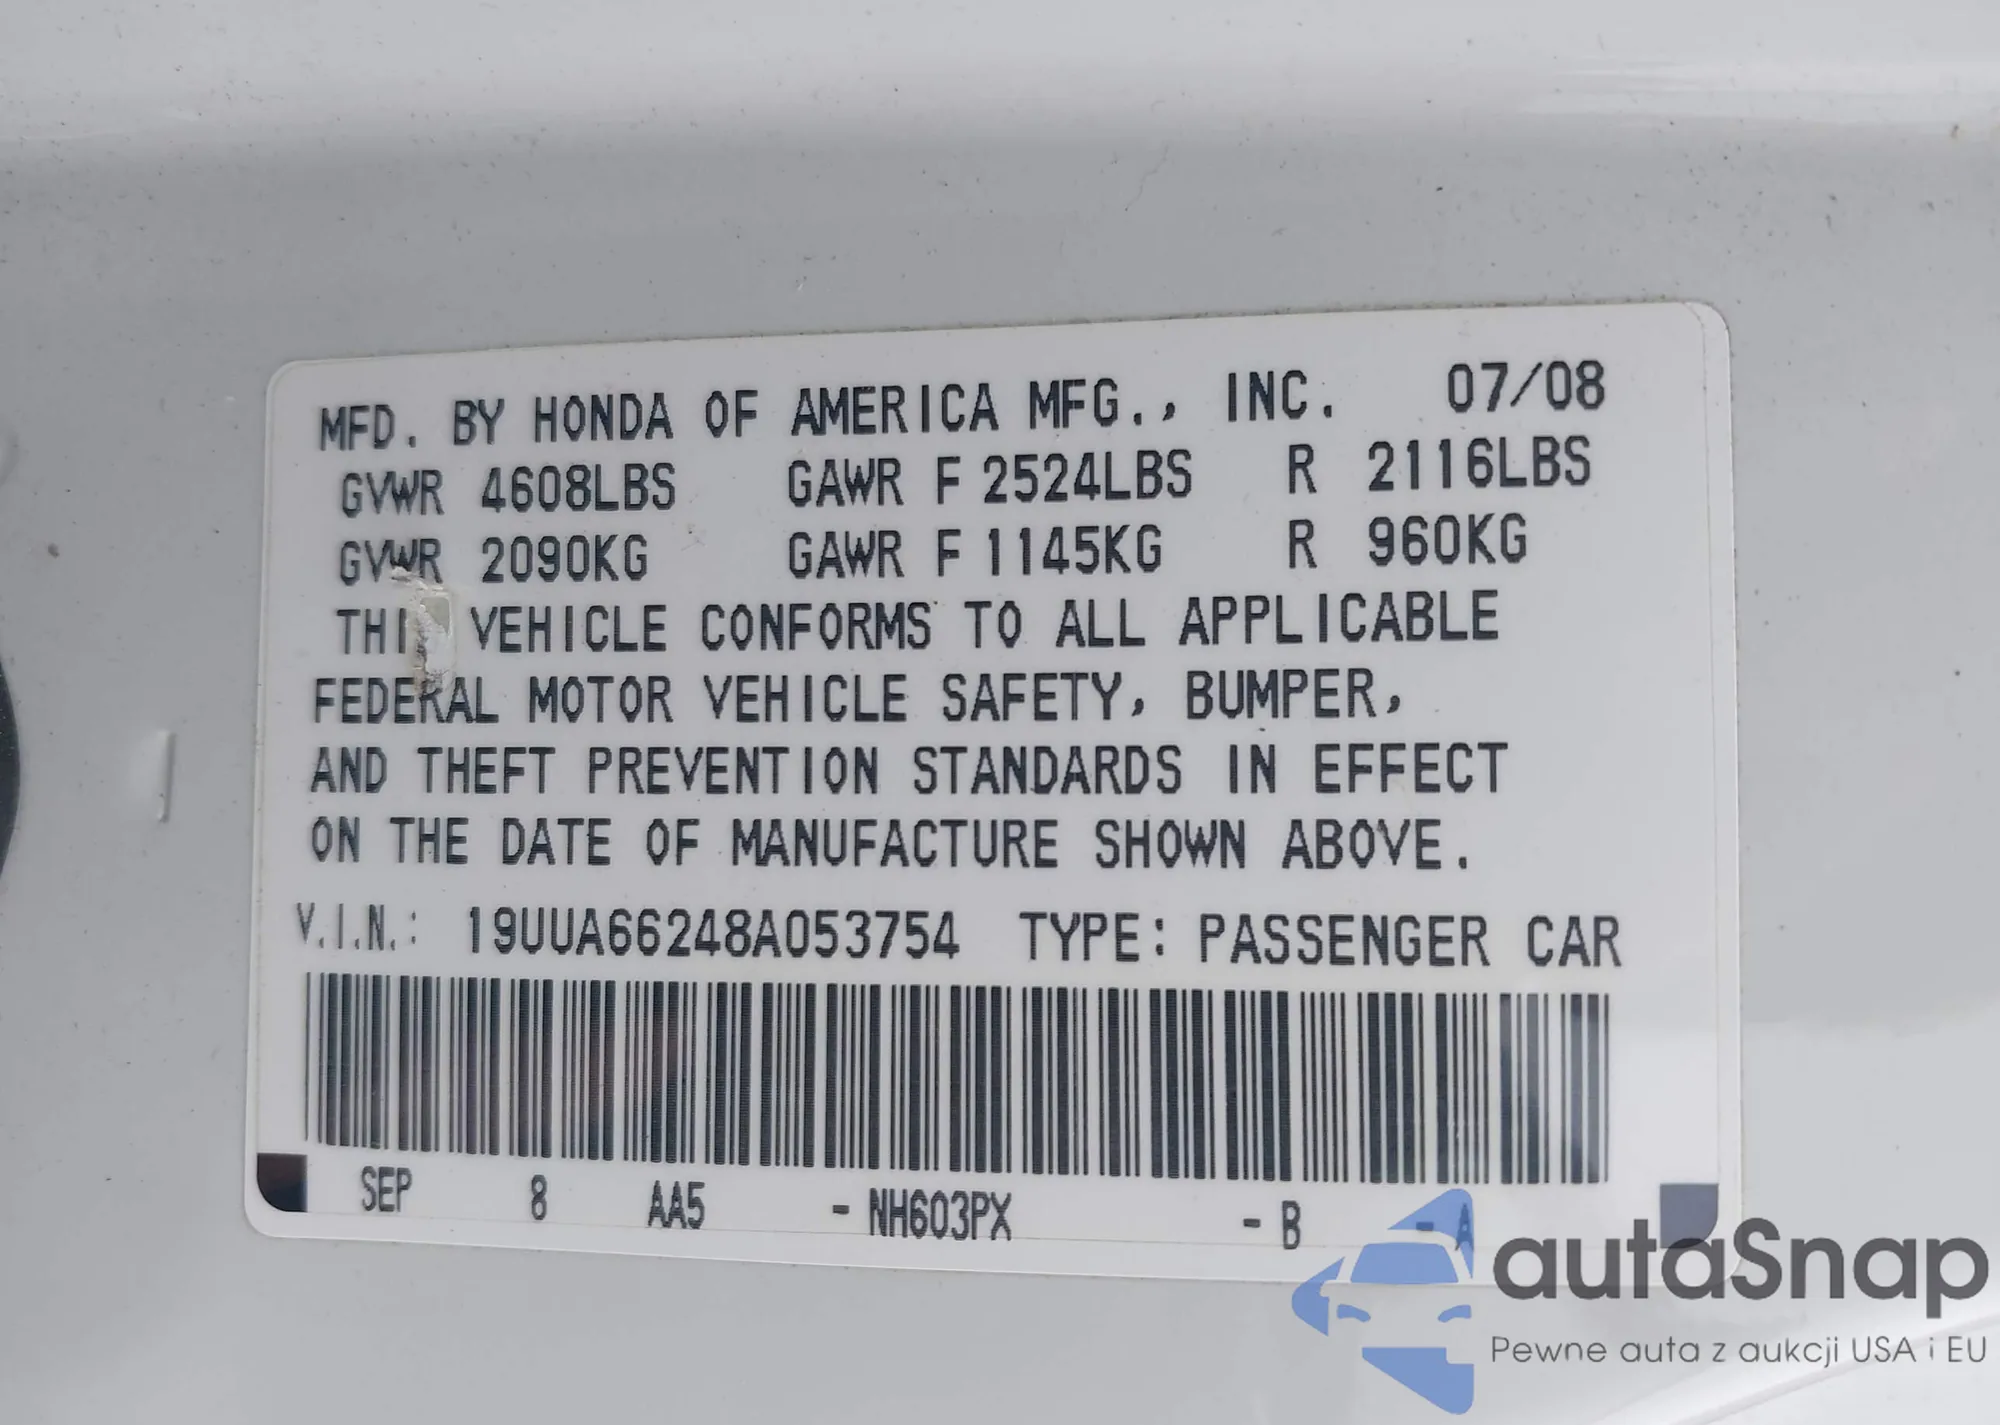 MFD. BY HONDA OF AMERICA MFG., INC. 07/08
GVWR 4608LBS GAWR F 2524LBS R 2116LBS
GVWR 2090KG GAWR F 1145KG R 960KG
THI VEHICLE CONFORMS TO ALL APPLICABLE
FEDERAL MOTOR VEHICLE SAFETY, BUMPER,
AND THEFT PREVENTION STANDARDS IN EFFECT
ON THE DATE OF MANUFACTURE SHOWN ABOVE.
V.I.N.: 19UUA66248A053754 TYPE: PASSENGER CAR
SEP 8 AA5 - NH603PX - B - A
autaSnap
Pewne auta z aukcji USA i EU